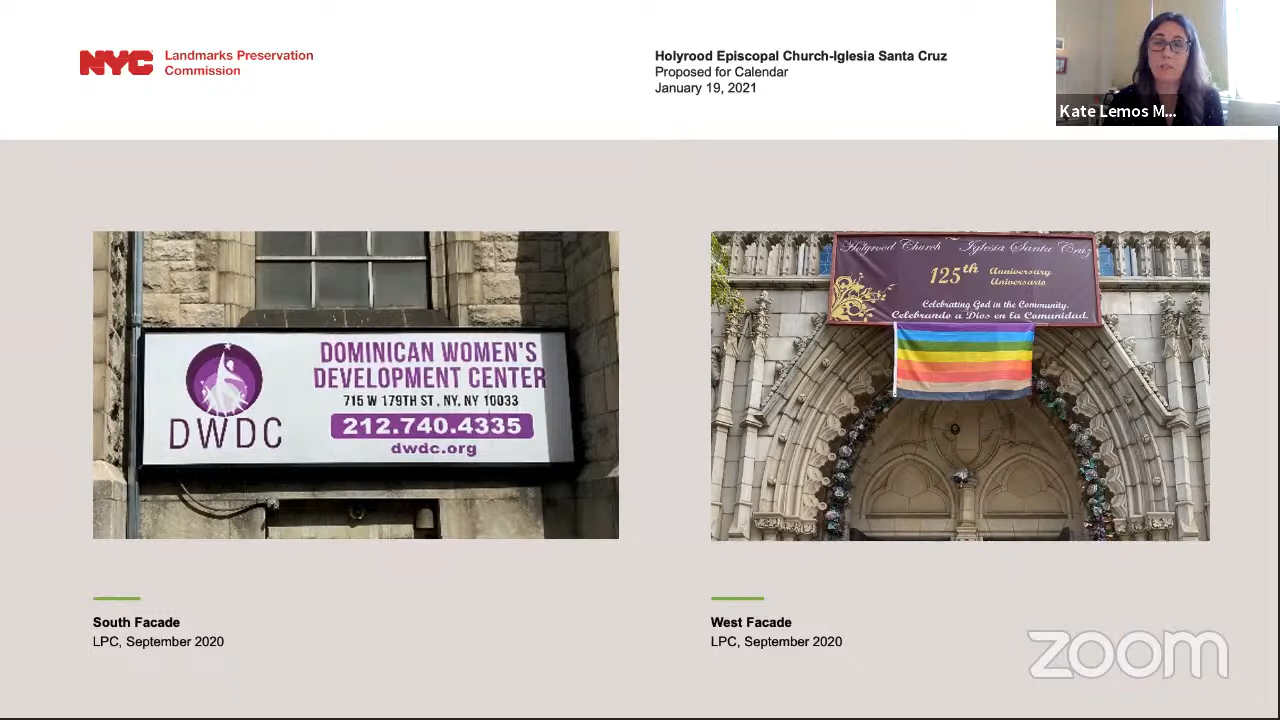 NYC
Landmarks Preservation
Commission
Holyrood Episcopal Church-Iglesia Santa Cruz
Proposed for Calendar
January 19, 2021
Kate Lemos M...
DOMINICAN WOMEN'S
DEVELOPMENT CENTER
715 W 179TH ST, NY, NY 10033
212.740.4335
dwdc.org
DWDC
Holyrood Church Iglesia Santa Cruz
125th Anniversary
Aniversario
Celebrating God in the Community.
Celebrando a Dios en la Comunidad.
South Facade
LPC, September 2020
West Facade
LPC, September 2020
zoom